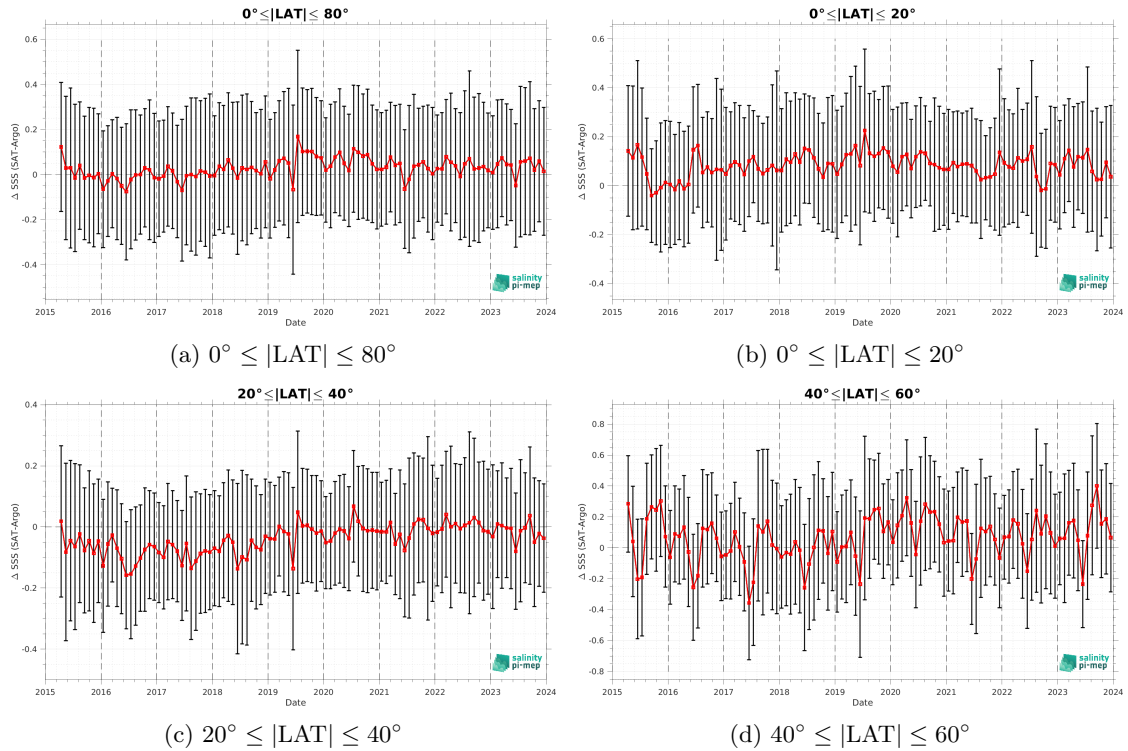 0°≤|LAT|≤ 80°
Δ SSS (SAT-Argo)
0.6
0.4
0.2
0
-0.2
-0.4
2015 2016 2017 2018 2019 2020 2021 2022 2023 2024
Date
salinity
pi-mep
(a) 0° ≤ |LAT| ≤ 80°
0°≤|LAT|≤ 20°
Δ SSS (SAT-Argo)
0.6
0.4
0.2
0
-0.2
-0.4
2015 2016 2017 2018 2019 2020 2021 2022 2023 2024
Date
salinity
pi-mep
(b) 0° ≤ |LAT| ≤ 20°
20°≤|LAT|≤ 40°
Δ SSS (SAT-Argo)
0.4
0.2
0
-0.2
-0.4
2015 2016 2017 2018 2019 2020 2021 2022 2023 2024
Date
salinity
pi-mep
(c) 20° ≤ |LAT| ≤ 40°
40°≤|LAT|≤ 60°
Δ SSS (SAT-Argo)
0.8
0.6
0.4
0.2
0
-0.2
-0.4
-0.6
-0.8
2015 2016 2017 2018 2019 2020 2021 2022 2023 2024
Date
salinity
pi-mep
(d) 40° ≤ |LAT| ≤ 60°